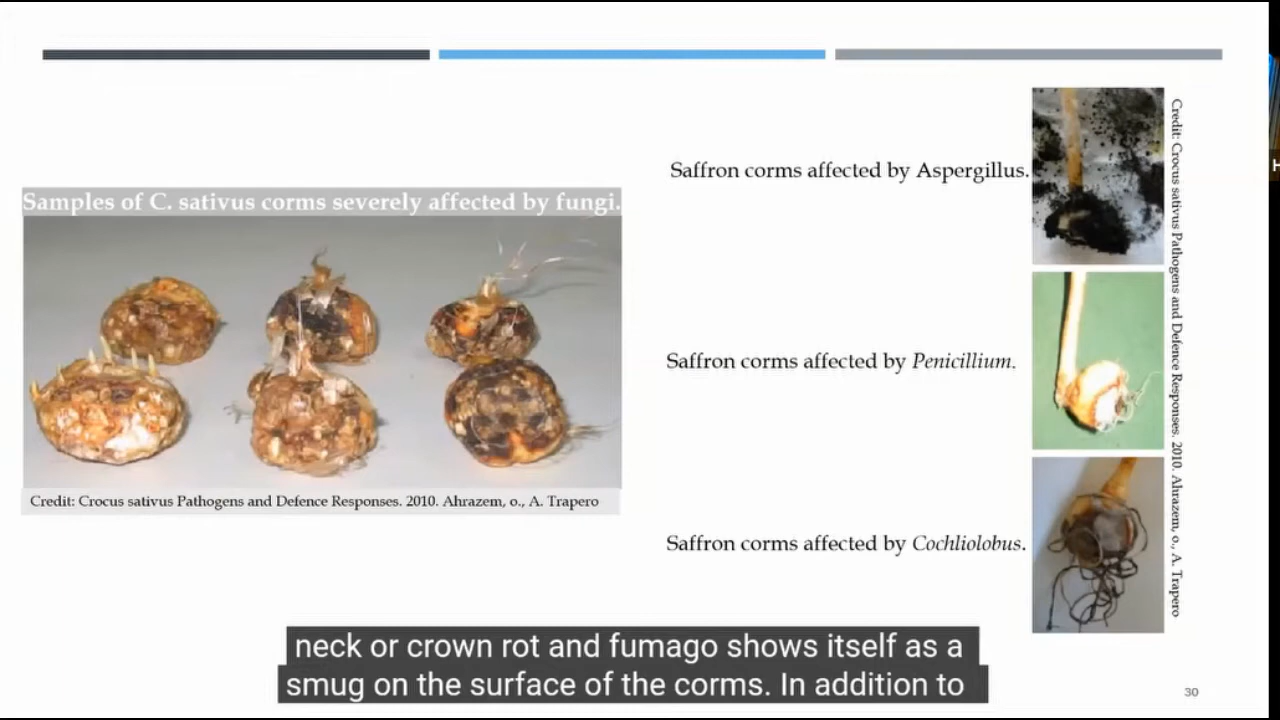 Samples of C. sativus corms severely affected by fungi.
Credit: Crocus sativus Pathogens and Defence Responses. 2010. Ahrazem, o., A. Trapero
Saffron corms affected by Aspergillus.
Saffron corms affected by Penicillium.
Saffron corms affected by Cochliolobus.
Credit: Crocus sativus Pathogens and Defence Responses. 2010. Ahrazem, o., A. Trapero
neck or crown rot and fumago shows itself as a
smug on the surface of the corms. In addition to
30
H